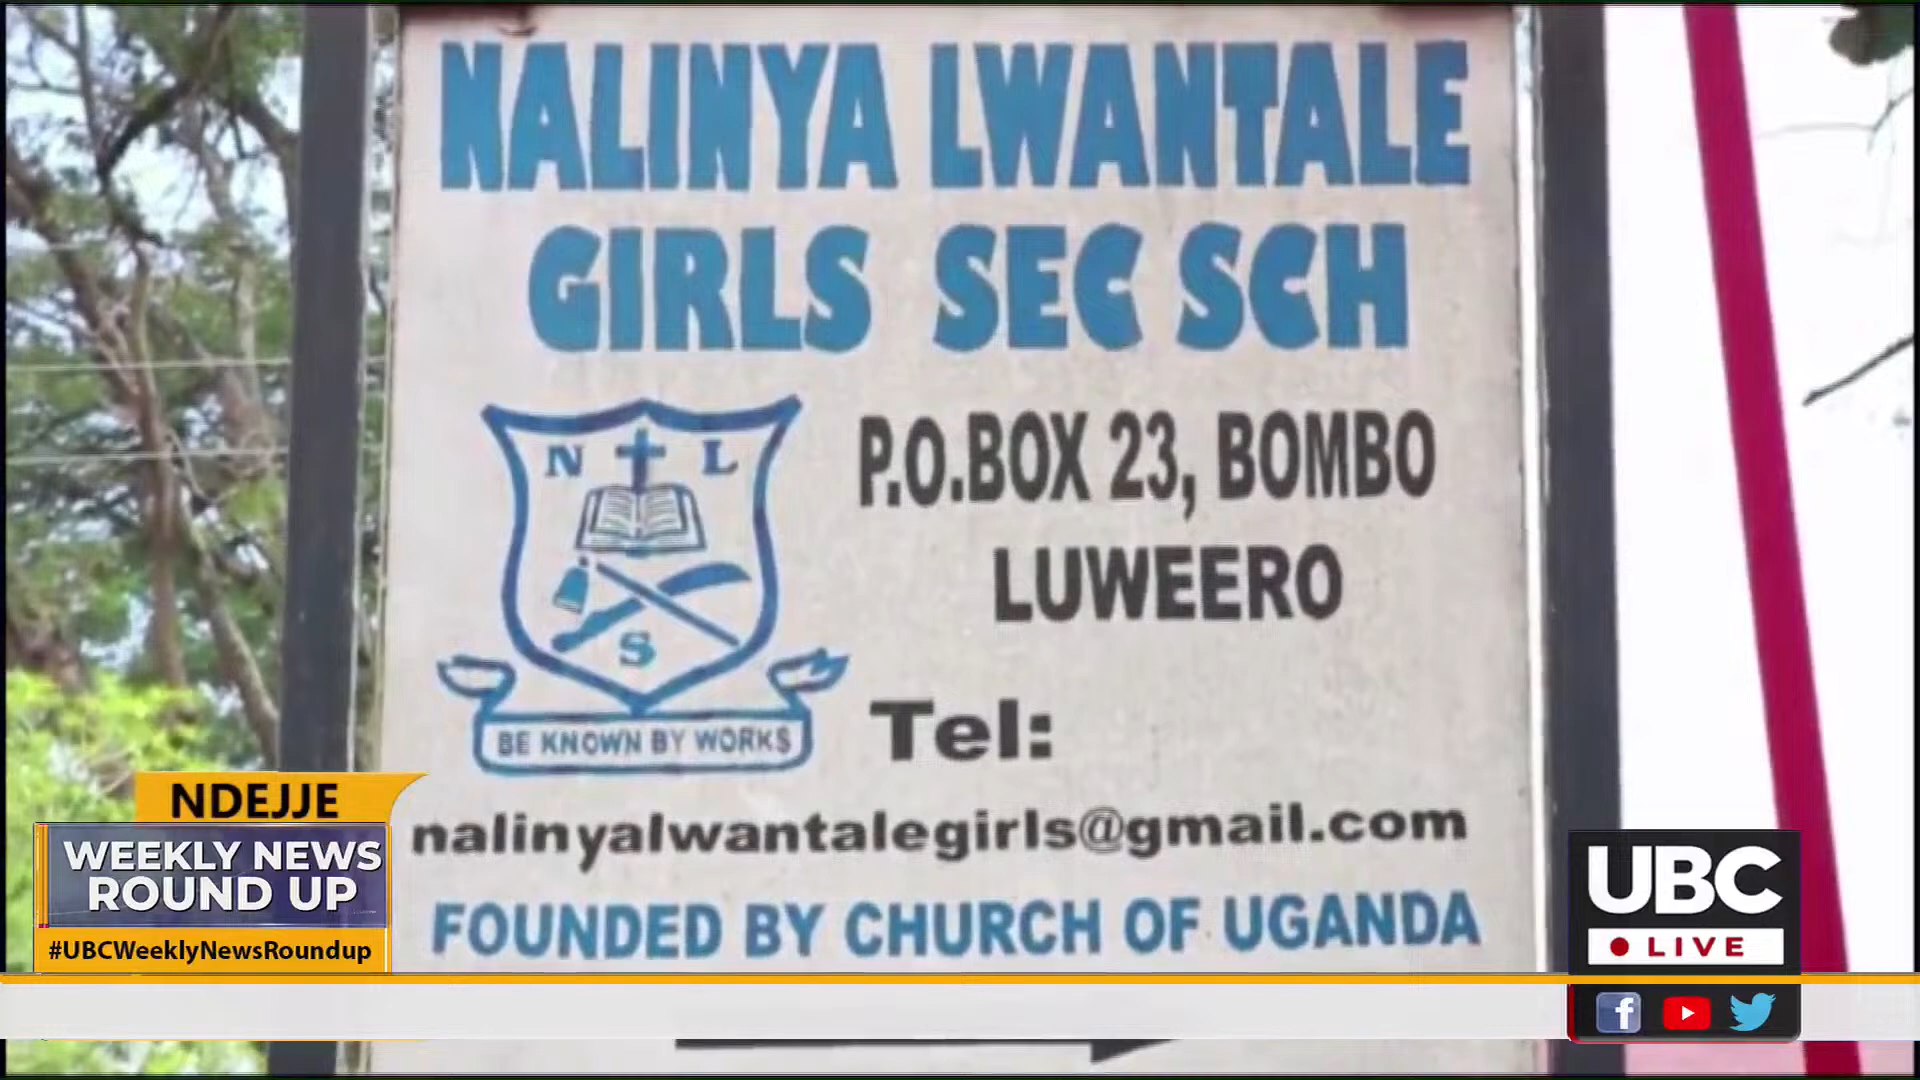 NALINYA LWANTALE
GIRLS SEC SCH
N L
S
BE KNOWN BY WORKS
P.O.BOX 23, BOMBO
LUWEERO
Tel:
nalinyalwantalegirls@gmail.com
FOUNDED BY CHURCH OF UGANDA
NDEJJE
WEEKLY NEWS
ROUND UP
#UBCWeeklyNewsRoundup
UBC
LIVE